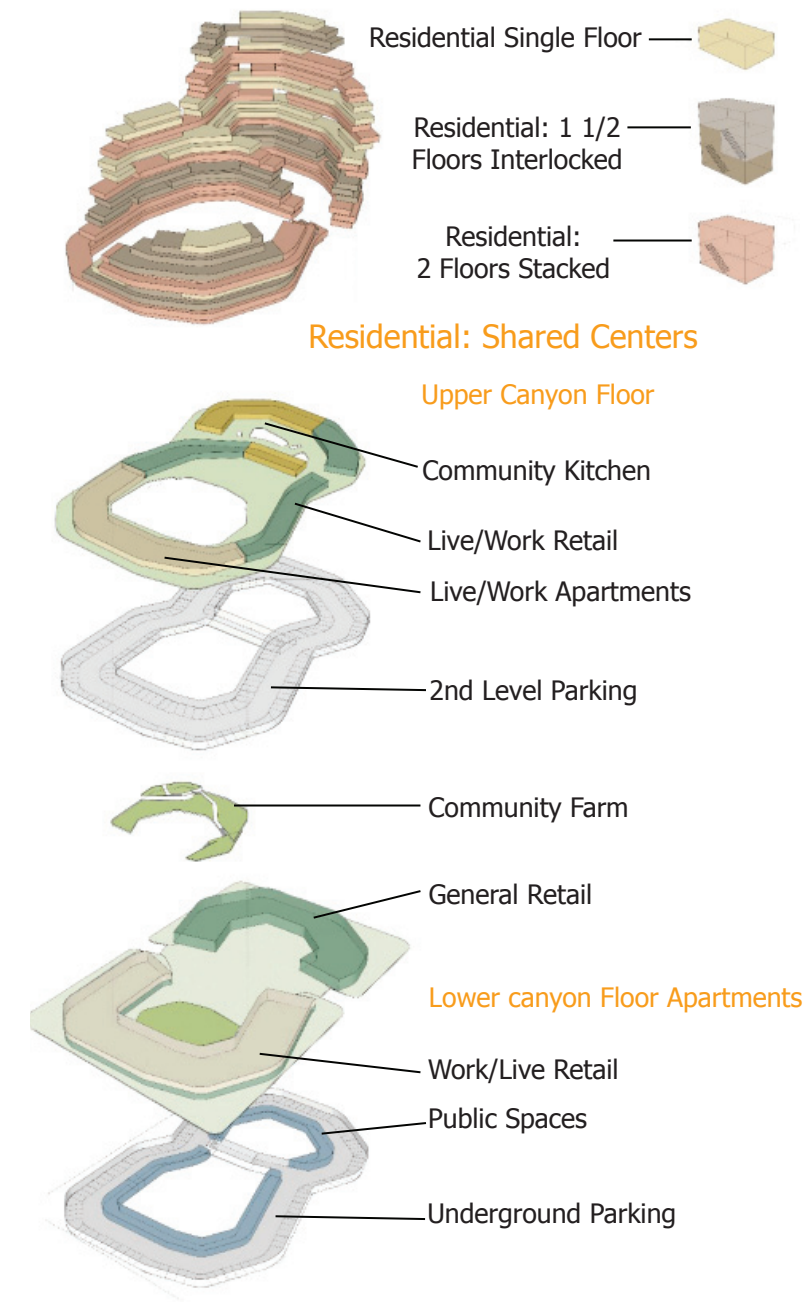 Residential Single Floor
Residential: 1 1/2
Floors Interlocked
Residential:
2 Floors Stacked
Residential: Shared Centers
Upper Canyon Floor
Community Kitchen
Live/Work Retail
Live/Work Apartments
2nd Level Parking
Community Farm
General Retail
Lower canyon Floor Apartments
Work/Live Retail
Public Spaces
Underground Parking